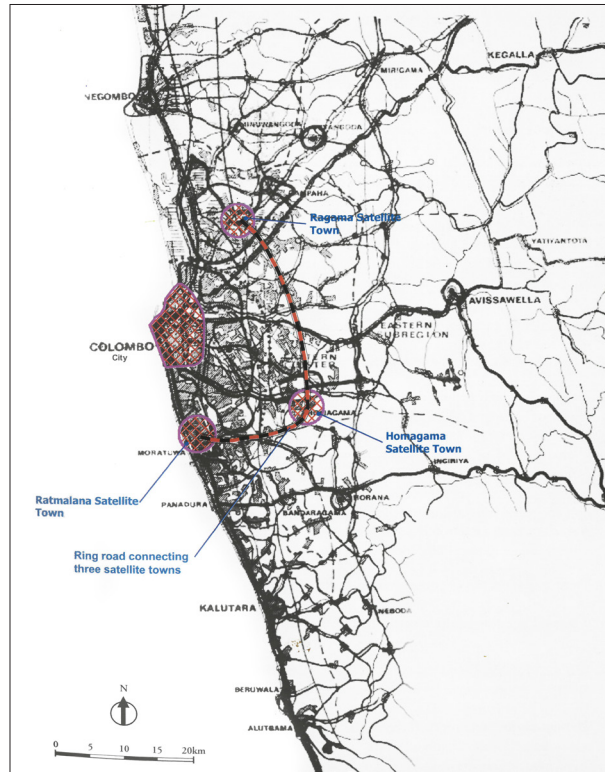 KEGALLA
MIRIGAMA
NEGOMBO
MINUWANGODA
Ragama Satellite
Town
YATIYANTOTA
AVISSAWELLA
EASTERN
SUBREGION
COLOMBO
City
Homagama
Satellite Town
MORATUWA
INGIRIYA
Ratmalana Satellite
Town
PANADURA
HORANA
BANDARAGAMA
Ring road connecting
three satellite towns
KALUTARA
NEBODA
BERUWALA
ALUTGAMA
N
0 5 10 15 20km